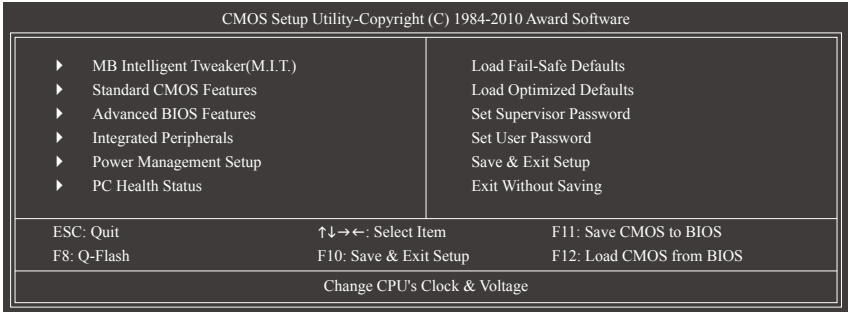 CMOS Setup Utility-Copyright (C) 1984-2010 Award Software
MB Intelligent Tweaker(M.I.T.)
Standard CMOS Features
Advanced BIOS Features
Integrated Peripherals
Power Management Setup
PC Health Status
Load Fail-Safe Defaults
Load Optimized Defaults
Set Supervisor Password
Set User Password
Save & Exit Setup
Exit Without Saving
ESC: Quit ↑↓→←: Select Item F11: Save CMOS to BIOS
F8: Q-Flash F10: Save & Exit Setup F12: Load CMOS from BIOS
Change CPU's Clock & Voltage